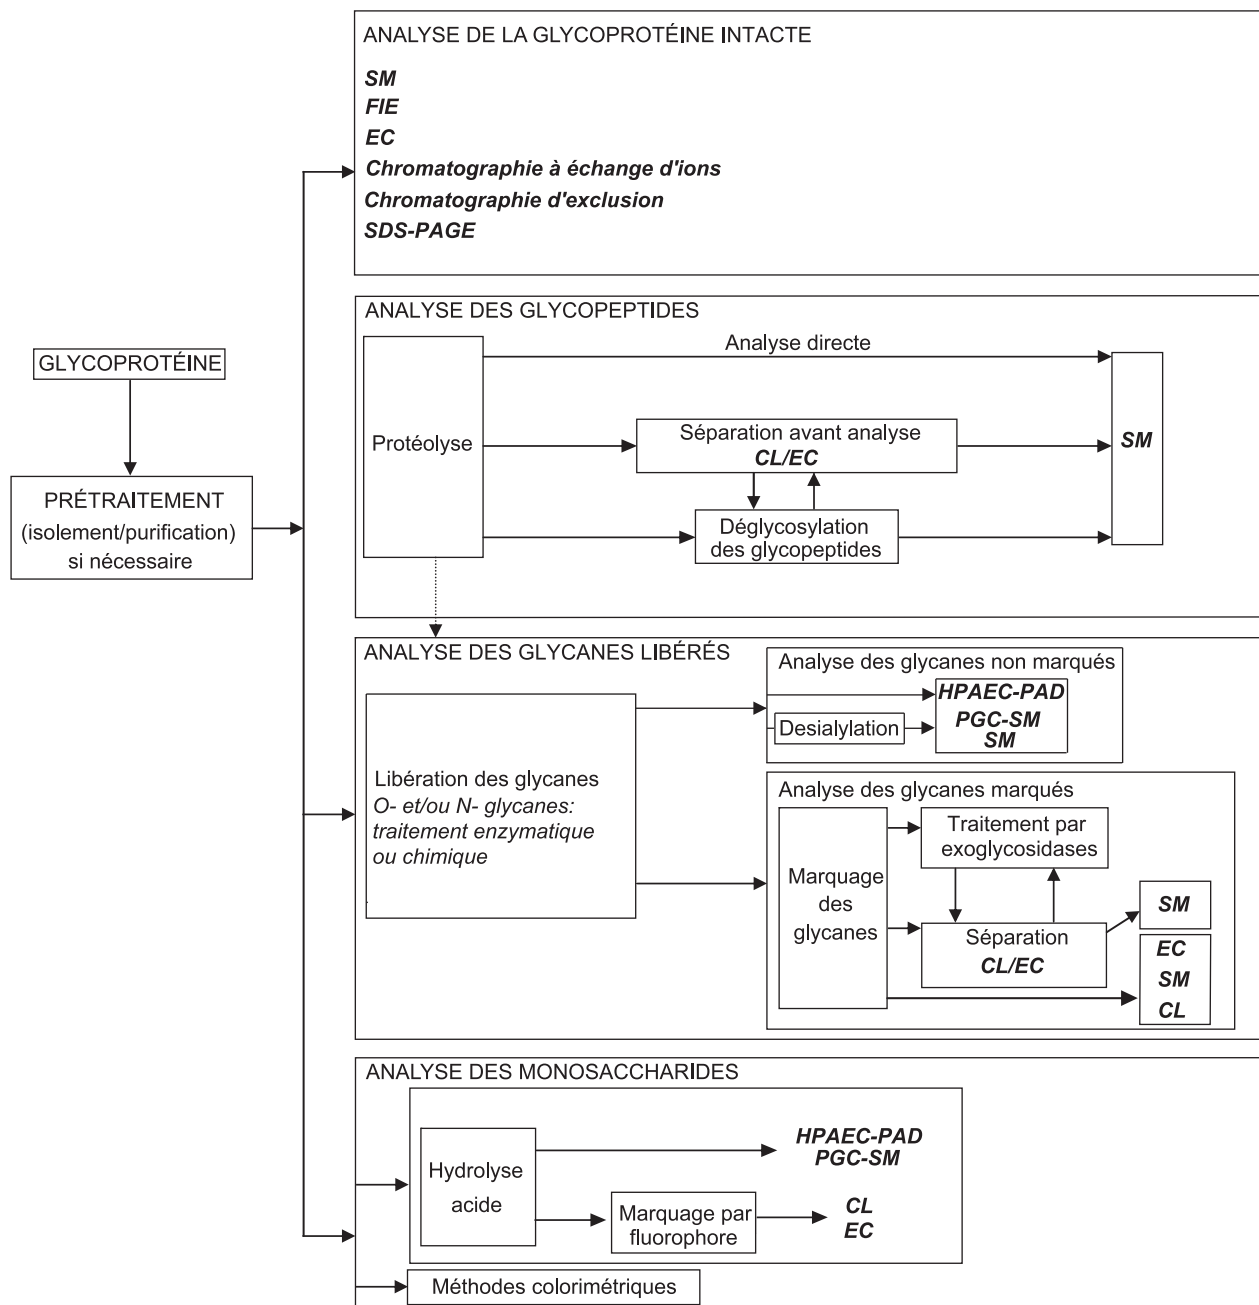 GLYCOPROTÉINE
PRÉTRAITEMENT
(isolement/purification)
si nécessaire
ANALYSE DE LA GLYCOPROTÉINE INTACTE
SM
FIE
EC
Chromatographie à échange d'ions
Chromatographie d'exclusion
SDS-PAGE
ANALYSE DES GLYCOPEPTIDES
Protéolyse
Analyse directe
Séparation avant analyse
CL/EC
Déglycosylation
des glycopeptides
SM
ANALYSE DES GLYCANES LIBÉRÉS
Libération des glycanes
O- et/ou N- glycanes:
traitement enzymatique
ou chimique
Analyse des glycanes non marqués
HPAEC-PAD
Desialylation
PGC-SM
SM
Analyse des glycanes marqués
Marquage
des
glycanes
Traitement par
exoglycosidases
Séparation
CL/EC
SM
EC
SM
CL
ANALYSE DES MONOSACCHARIDES
Hydrolyse
acide
HPAEC-PAD
PGC-SM
Marquage par
fluorophore
CL
EC
Méthodes colorimétriques